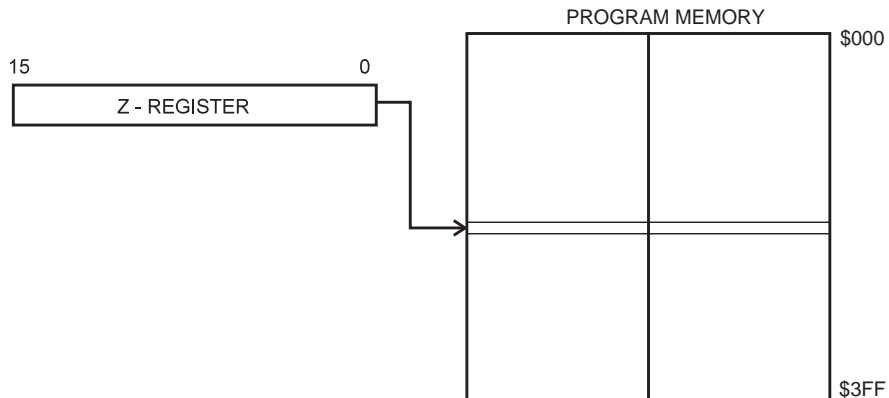 PROGRAM MEMORY
$000
15 0
Z - REGISTER
$3FF